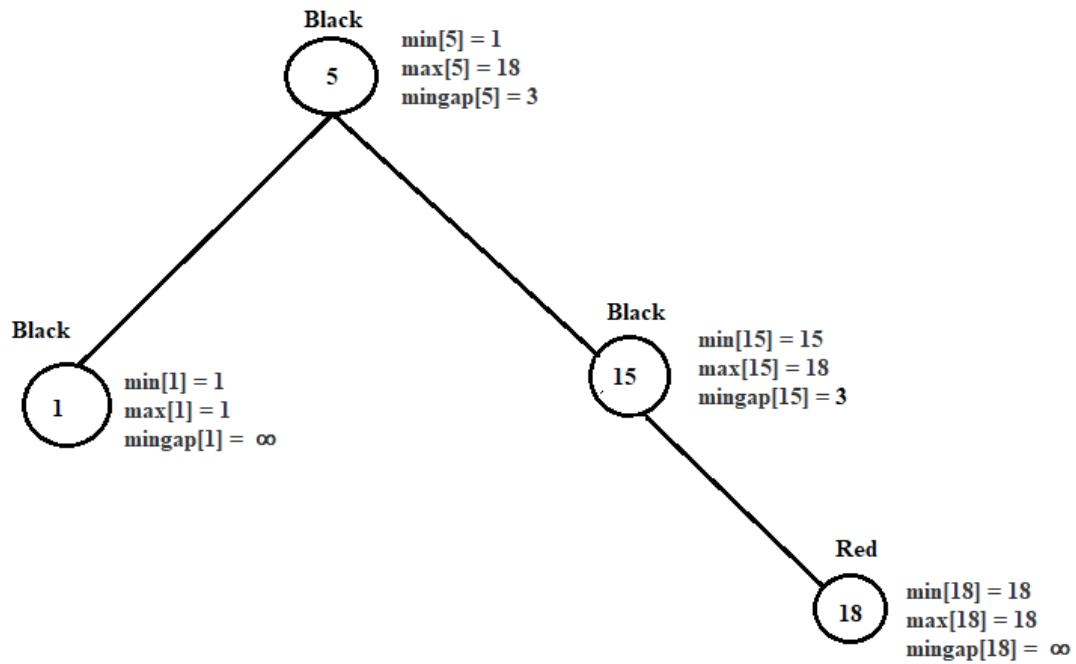 Black
5
min[5] = 1
max[5] = 18
mingap[5] = 3
Black
1
min[1] = 1
max[1] = 1
mingap[1] = ∞
Black
15
min[15] = 15
max[15] = 18
mingap[15] = 3
Red
18
min[18] = 18
max[18] = 18
mingap[18] = ∞